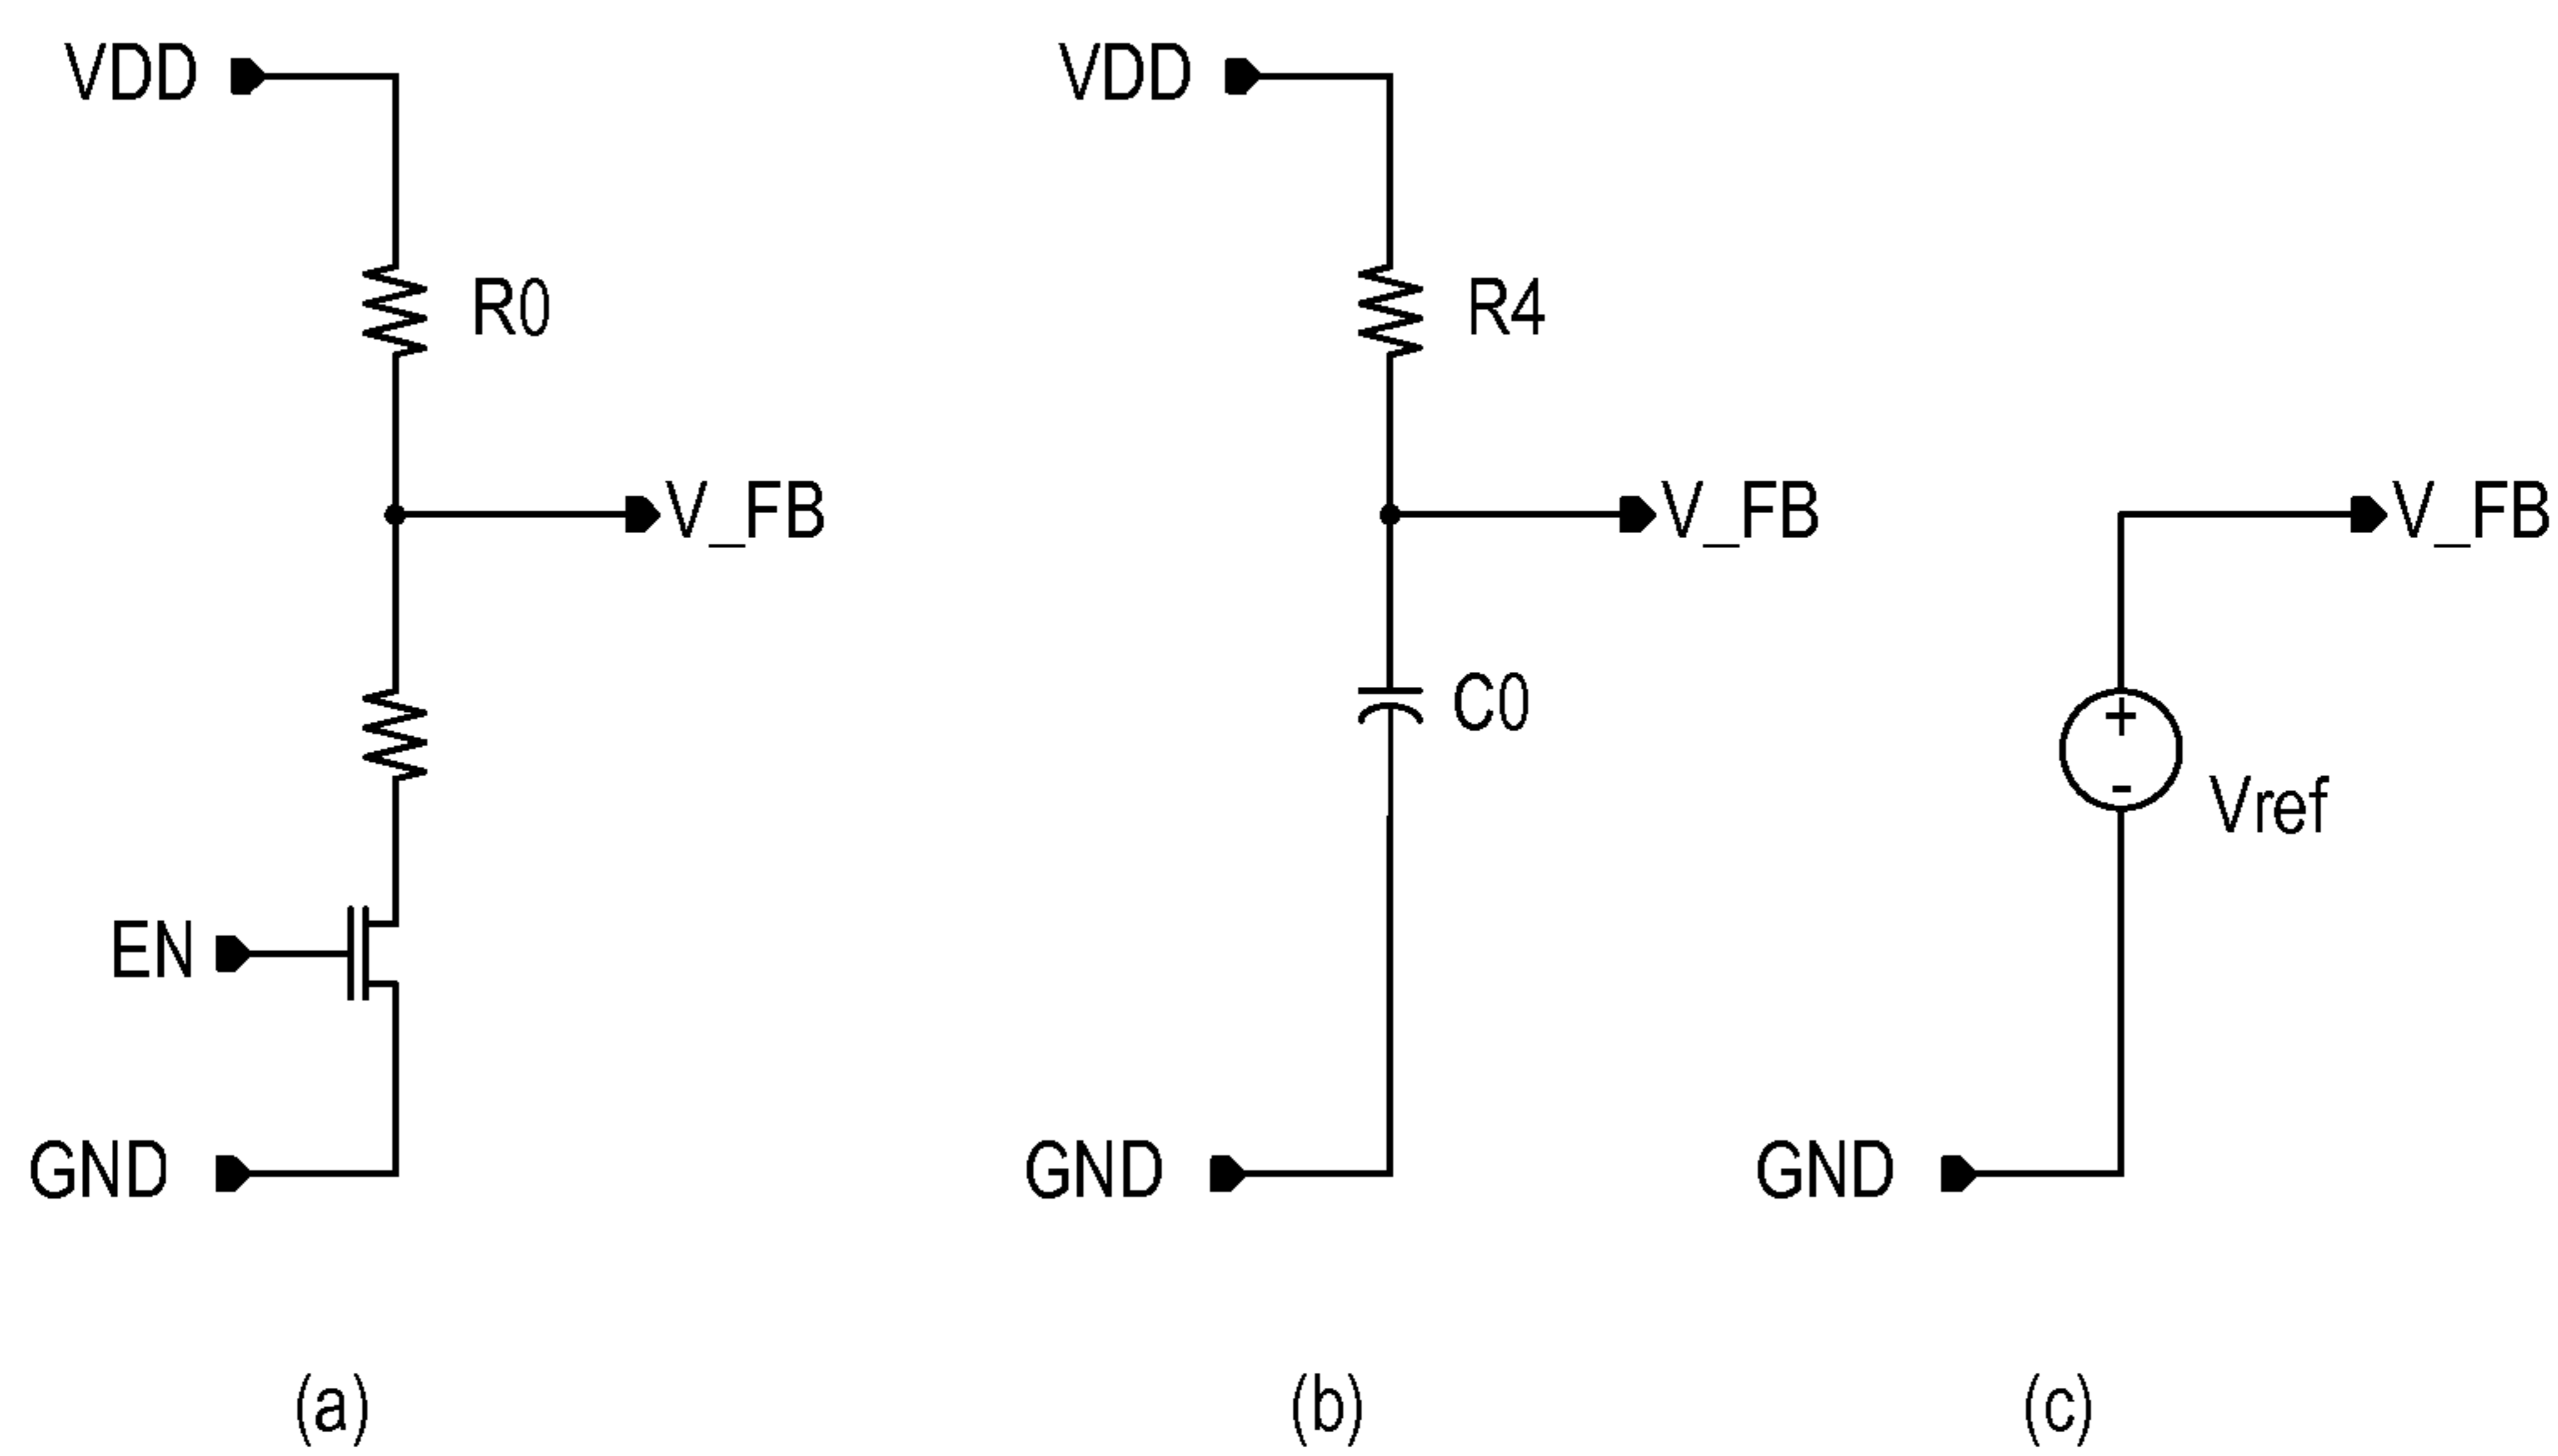 VDD
R0
V_FB
EN
GND
(a)
VDD
R4
V_FB
C0
GND
(b)
V_FB
+
-
Vref
GND
(c)